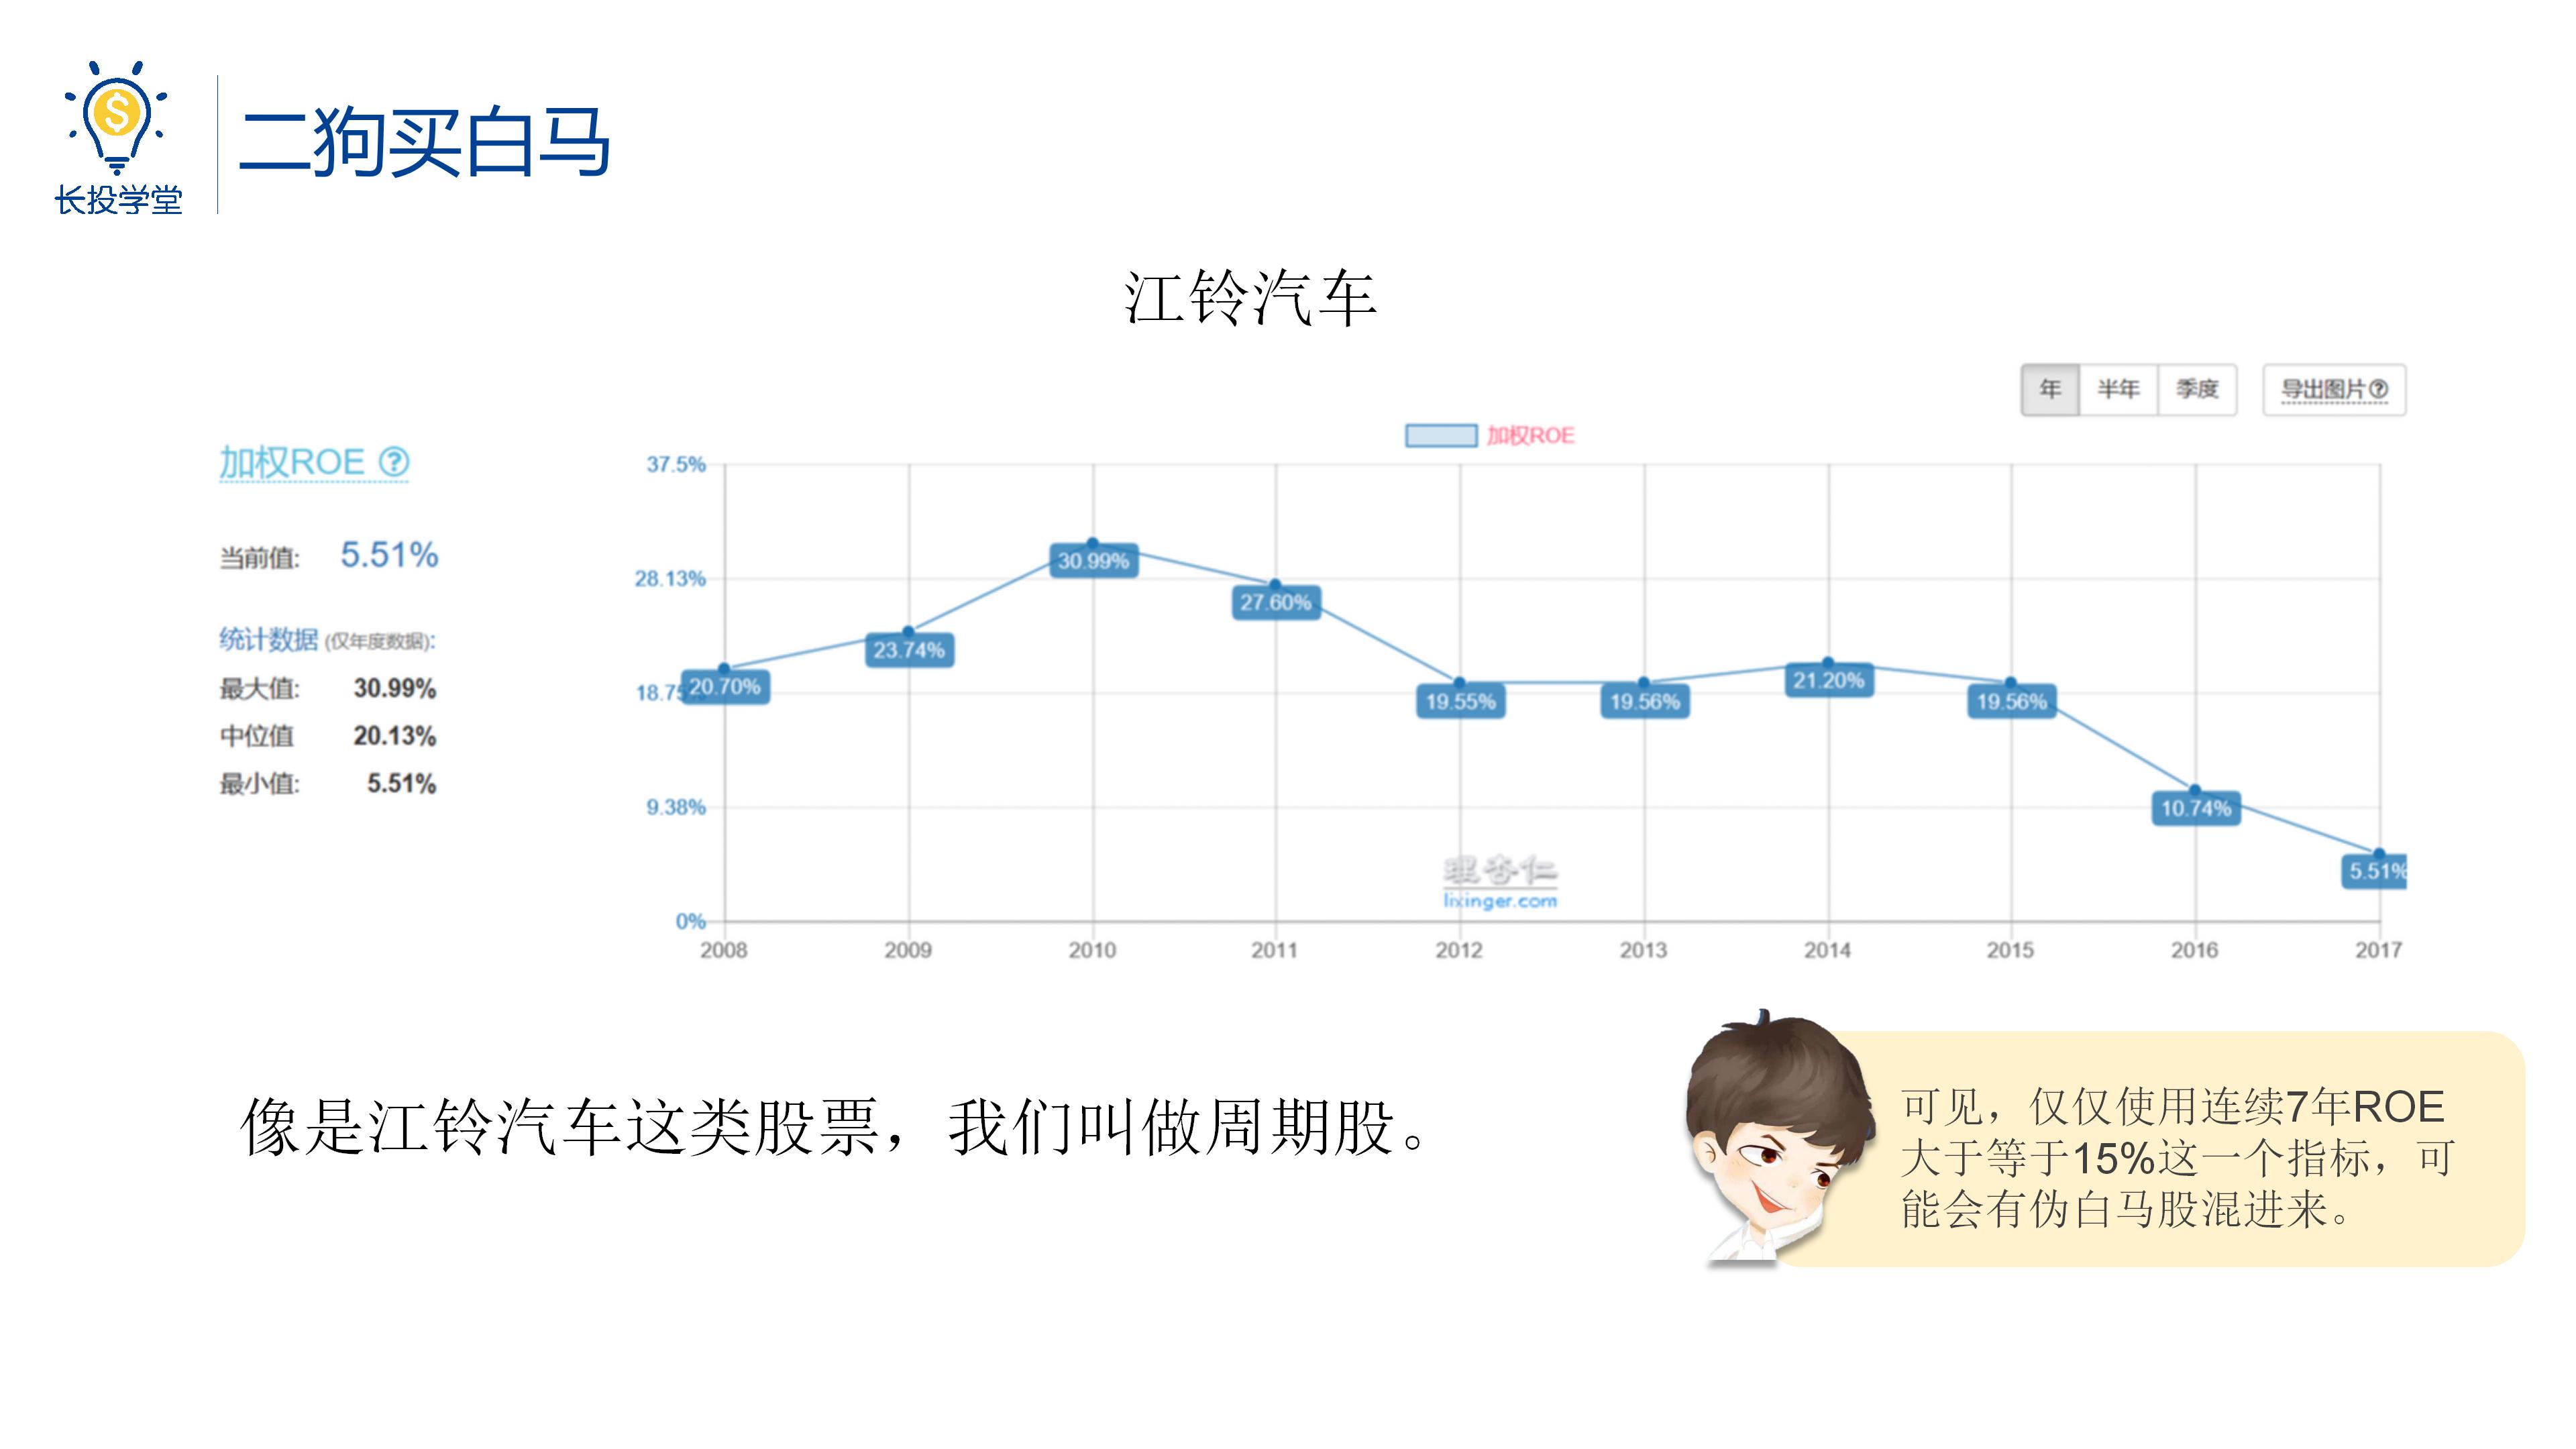 长投学堂
二狗买白马
江铃汽车
年 半年 季度 导出图片?
加权ROE
加权ROE ?
当前值: 5.51%
统计数据 (仅年度数据):
最大值: 30.99%
中位值 20.13%
最小值: 5.51%
37.5%
28.13%
18.75
9.38%
0%
20.70%
23.74%
30.99%
27.60%
19.55%
19.56%
21.20%
19.56%
10.74%
5.51%
理杏仁
lixinger.com
2008 2009 2010 2011 2012 2013 2014 2015 2016 2017
像是江铃汽车这类股票，我们叫做周期股。
可见，仅仅使用连续7年ROE
大于等于15%这一个指标，可
能会有伪白马股混进来。